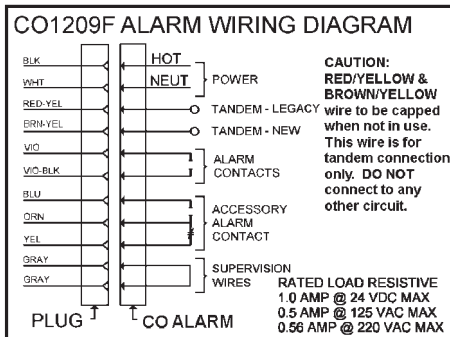 CO1209F ALARM WIRING DIAGRAM
BLK
WHT
RED-YEL
BRN-YEL
VIO
VIO-BLK
BLU
ORN
YEL
GRAY
GRAY
HOT
NEUT
POWER
TANDEM - LEGACY
TANDEM - NEW
ALARM
CONTACTS
ACCESSORY
ALARM
CONTACT
SUPERVISION
WIRES
CAUTION:
RED/YELLOW &
BROWN/YELLOW
wire to be capped
when not in use.
This wire is for
tandem connection
only. DO NOT
connect to any
other circuit.
RATED LOAD RESISTIVE
1.0 AMP @ 24 VDC MAX
0.5 AMP @ 125 VAC MAX
0.56 AMP @ 220 VAC MAX
PLUG
CO ALARM